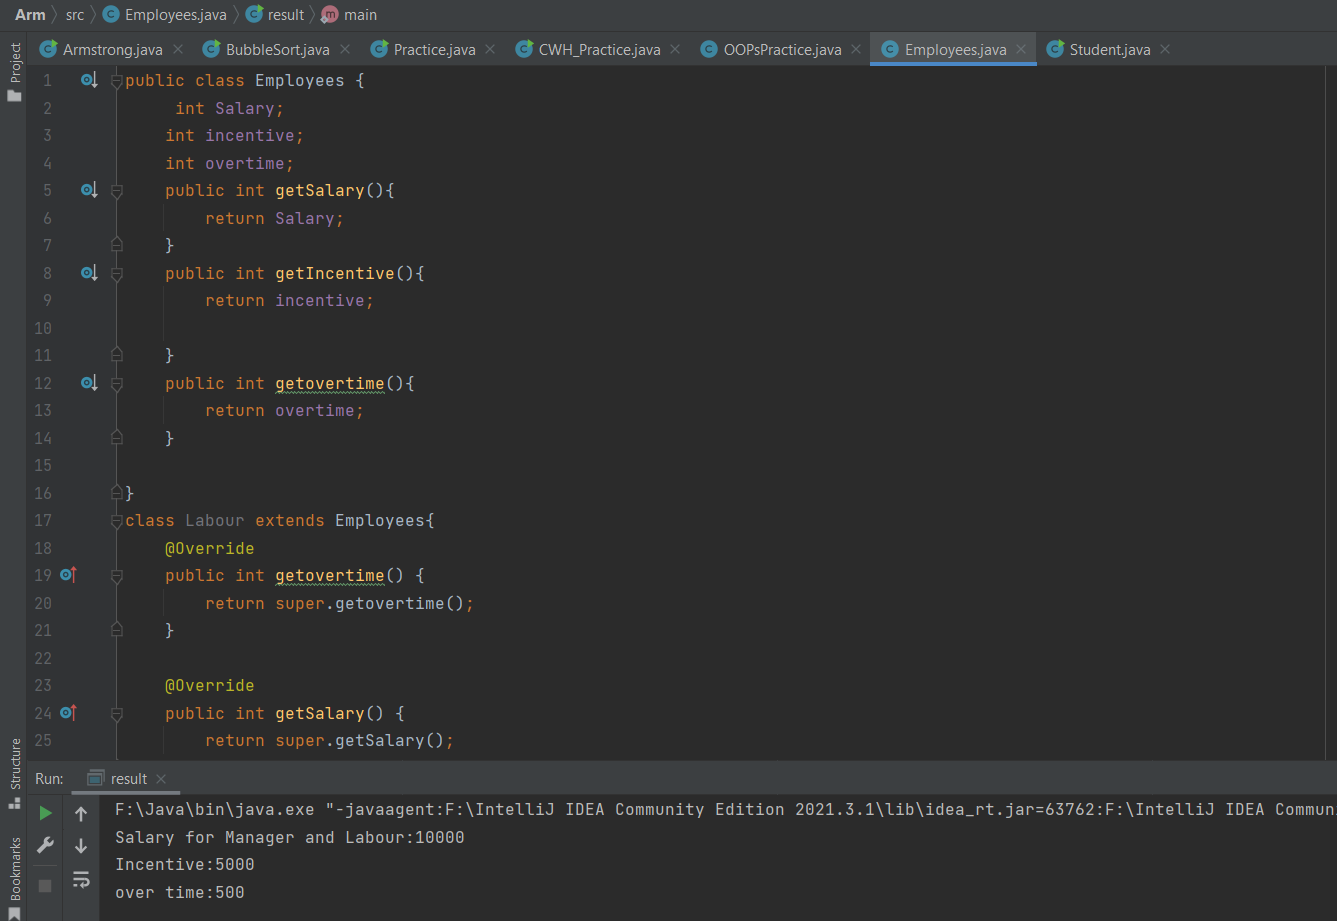 Arm src Employees.java result main
Armstrong.java BubbleSort.java Practice.java CWH_Practice.java OOPsPractice.java Employees.java Student.java
Project
1 public class Employees {
2 int Salary;
3 int incentive;
4 int overtime;
5 public int getSalary(){
6 return Salary;
7 }
8 public int getIncentive(){
9 return incentive;
10
11 }
12 public int getovertime(){
13 return overtime;
14 }
15
16 }
17 class Labour extends Employees{
18 @Override
19 public int getovertime() {
20 return super.getovertime();
21 }
22
23 @Override
24 public int getSalary() {
25 return super.getSalary();
Structure
Bookmarks
Run: result
F:\Java\bin\java.exe "-javaagent:F:\IntelliJ IDEA Community Edition 2021.3.1\lib\idea_rt.jar=63762:F:\IntelliJ IDEA Commun
Salary for Manager and Labour:10000
Incentive:5000
over time:500